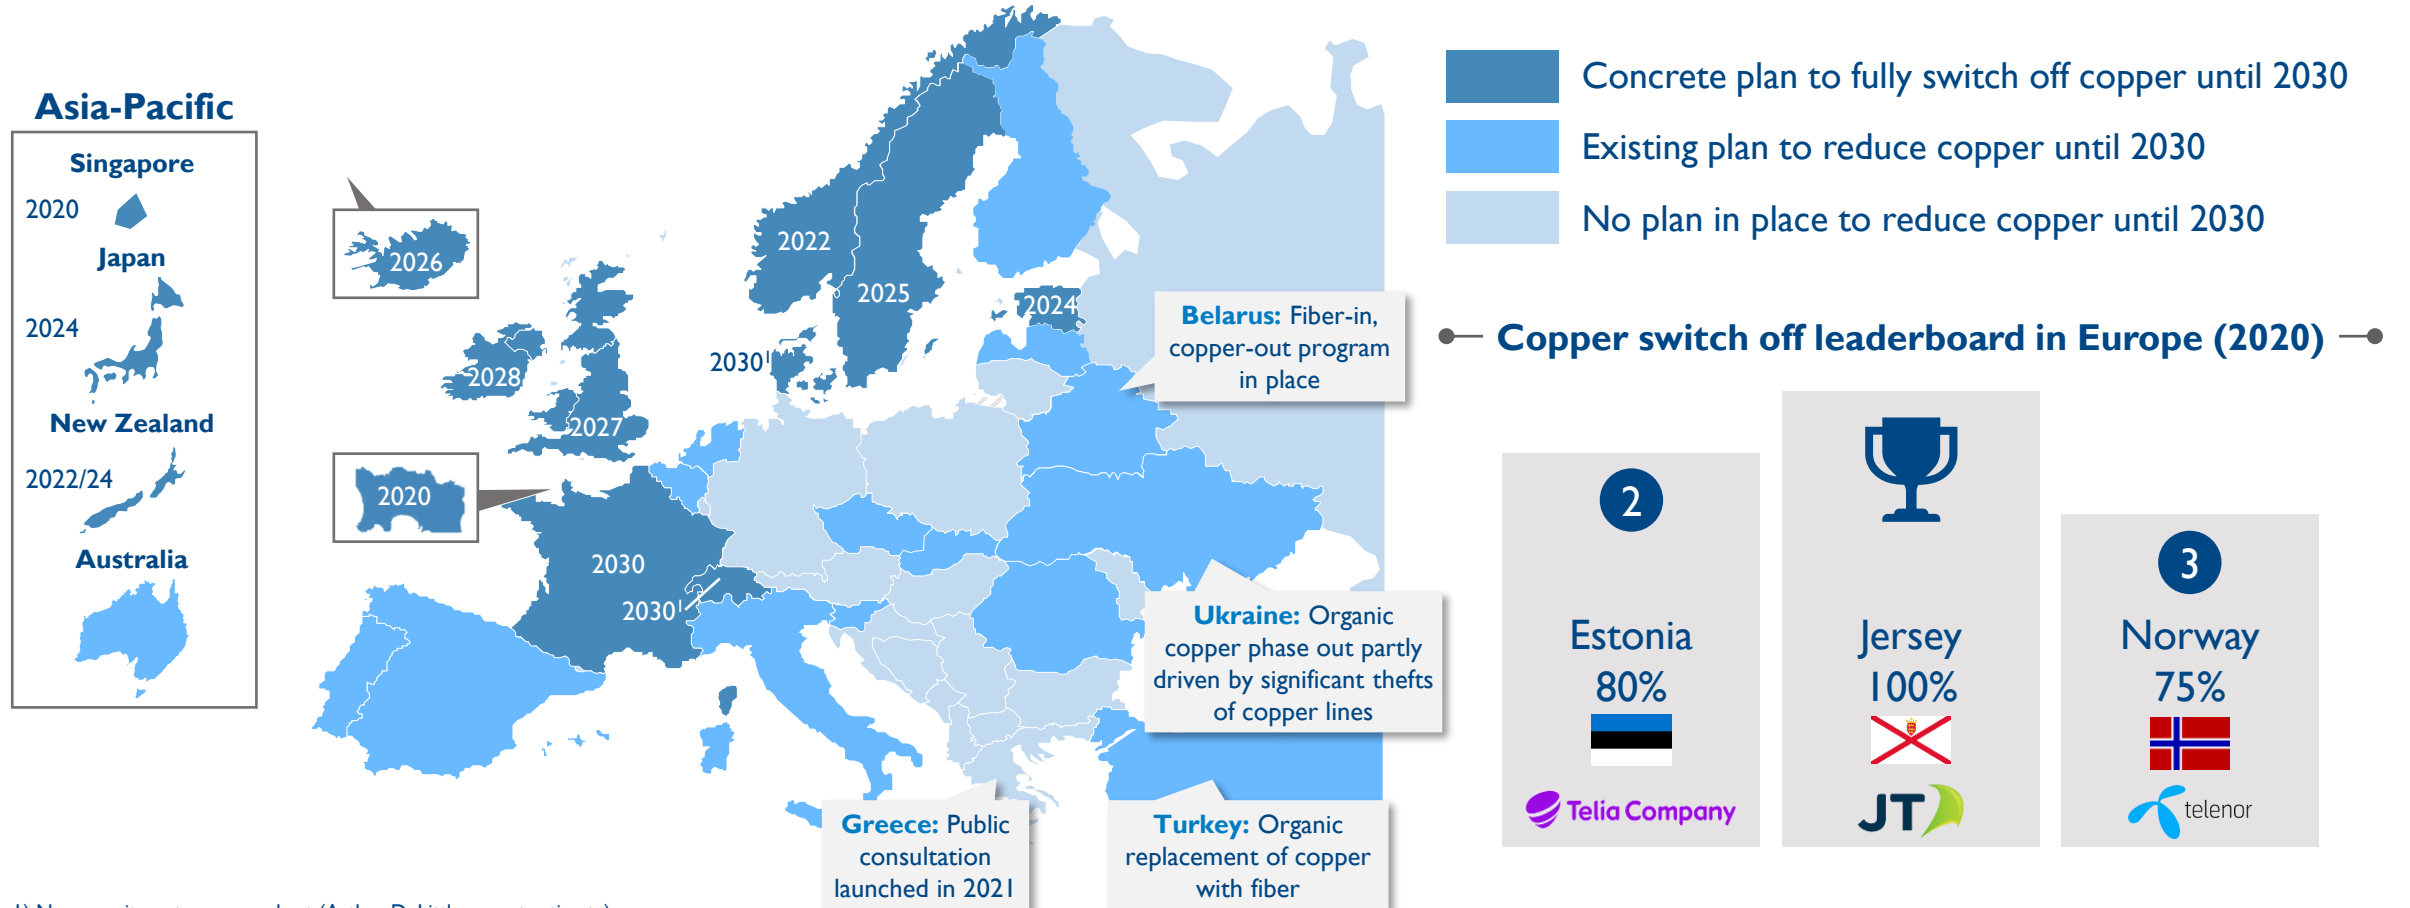 Asia-Pacific
Singapore
2020
Japan
2024
New Zealand
2022/24
Australia
2026
2020
2022
2025
2024
2030¹
2028
2027
2030
2030¹
Belarus: Fiber-in,
copper-out program
in place
Ukraine: Organic
copper phase out partly
driven by significant thefts
of copper lines
Greece: Public
consultation
launched in 2021
Turkey: Organic
replacement of copper
with fiber
Concrete plan to fully switch off copper until 2030
Existing plan to reduce copper until 2030
No plan in place to reduce copper until 2030
Copper switch off leaderboard in Europe (2020)
2
Estonia
80%
Telia Company
Jersey
100%
JT
3
Norway
75%
telenor